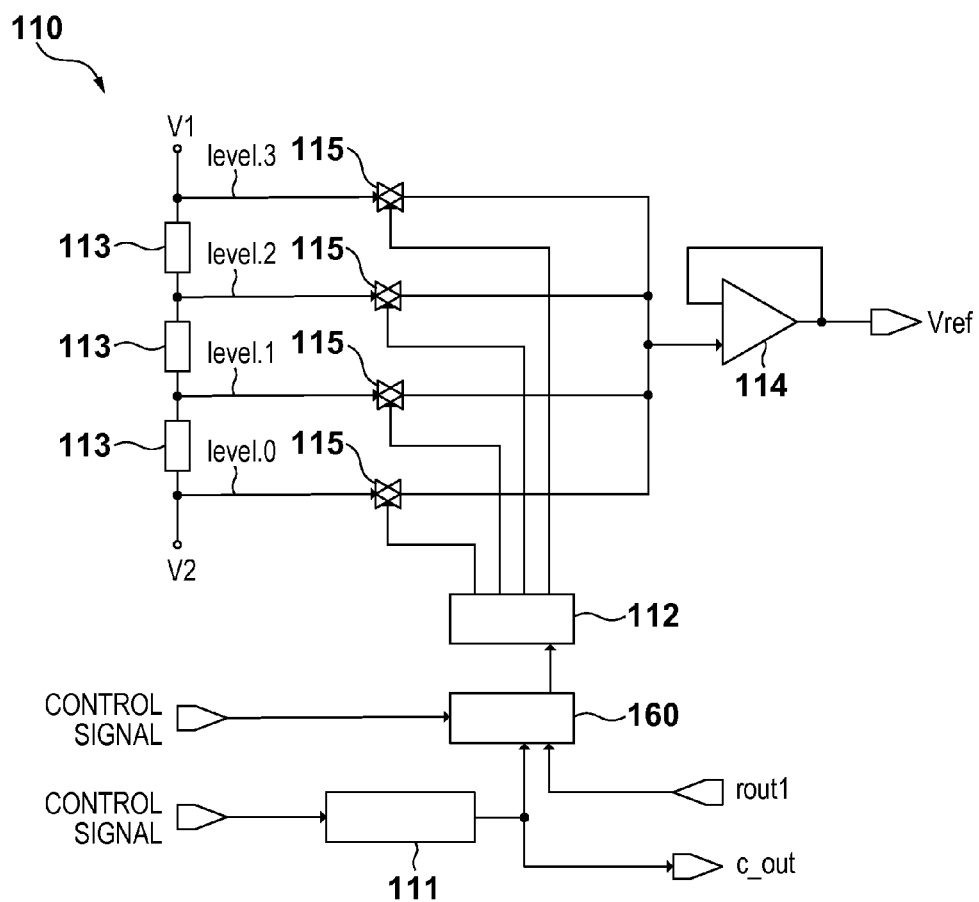 110
V1
level.3
115
113
level.2
115
113
level.1
115
Vref
114
113
level.0
115
V2
112
CONTROL
SIGNAL
160
CONTROL
SIGNAL
rout1
111
c_out